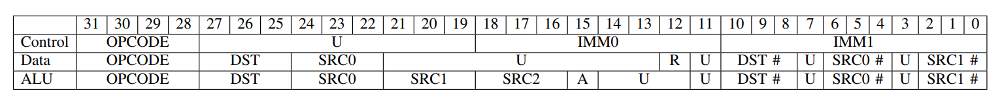 31 30 29 28 27 26 25 24 23 22 21 20 19 18 17 16 15 14 13 12 11 10 9 8 7 6 5 4 3 2 1 0
Control OPCODE U IMM0 IMM1
Data OPCODE DST SRC0 U R U DST # U SRC0 # U SRC1 #
ALU OPCODE DST SRC0 SRC1 SRC2 A U U DST # U SRC0 # U SRC1 #